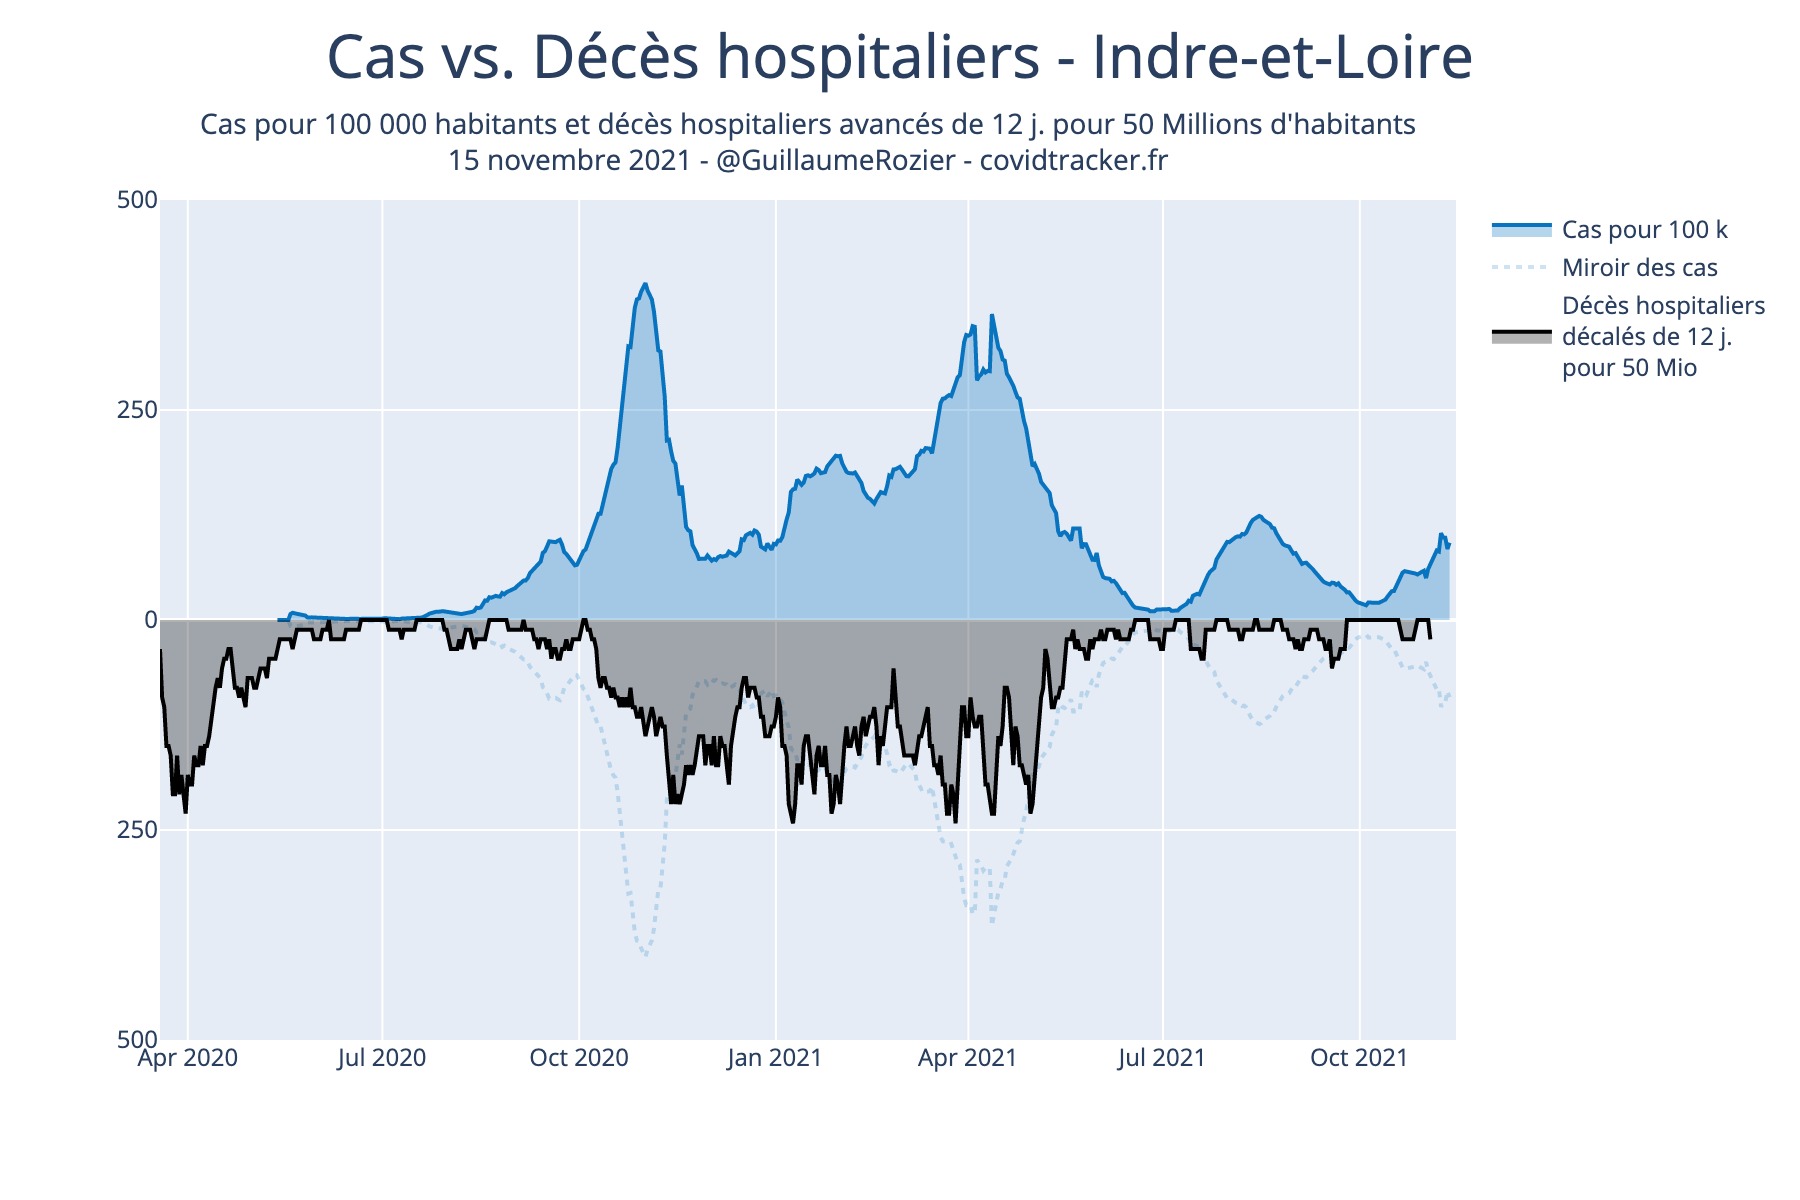 Cas vs. Décès hospitaliers - Indre-et-Loire
Cas pour 100 000 habitants et décès hospitaliers avancés de 12 j. pour 50 Millions d'habitants
15 novembre 2021 - @GuillaumeRozier - covidtracker.fr
500
250
0
250
500
Apr 2020
Jul 2020
Oct 2020
Jan 2021
Apr 2021
Jul 2021
Oct 2021
Cas pour 100 k
Miroir des cas
Décès hospitaliers
décalés de 12 j.
pour 50 Mio